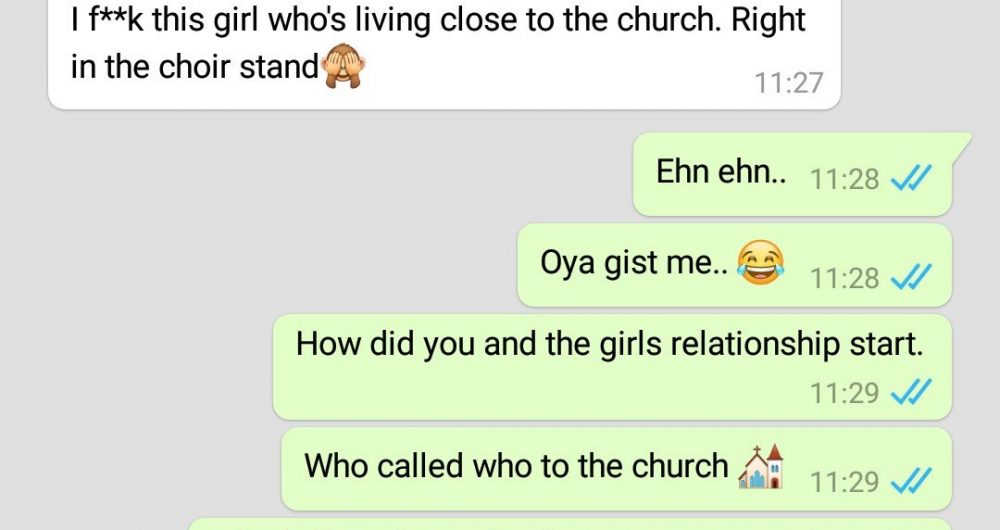 I f**k this girl who's living close to the church. Right
in the choir stand🙈
11:27
Ehn ehn.. 11:28
Oya gist me.. 😂 11:28
How did you and the girls relationship start.
11:29
Who called who to the church ⛪ 11:29